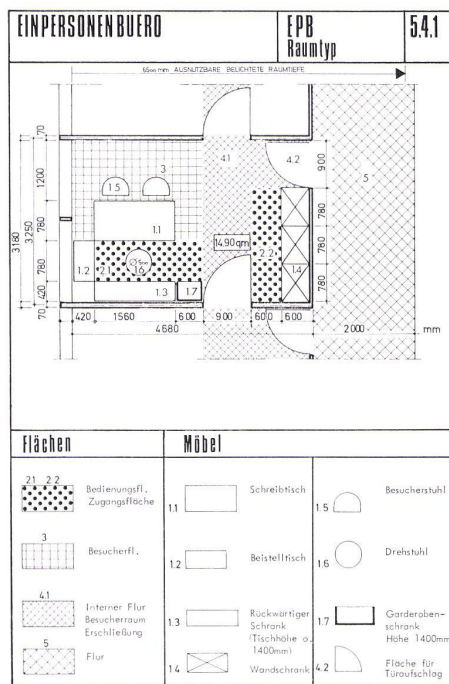 EINPERSONENBUERO
EPB
Raumtyp
5.4.1
6500 mm AUSNUTZBARE BELICHTETE RAUMTIEFE
70
1200
780
780
420
70
3180
3250
4.1
4.2
900
3
1.5
5
1.1
780
14.90qm
2.2
780
1.2
2.1
1.6
1.4
1.3
1.7
780
420
1560
600
900
600
600
2000
mm
4680
Flächen
Möbel
2.1 2.2
Bedienungsfl.
Zugangsfläche
3
Besucherfl.
4.1
Interner Flur
Besucherraum
Erschließung
5
Flur
1.1
Schreibtisch
1.2
Beistelltisch
1.3
Rückwärtiger
Schrank
(Tischhöhe o.
1400mm)
1.4
Wandschrank
1.5
Besucherstuhl
1.6
Drehstuhl
1.7
Garderoben-
schrank
Höhe 1400mm
4.2
Fläche für
Türaufschlag